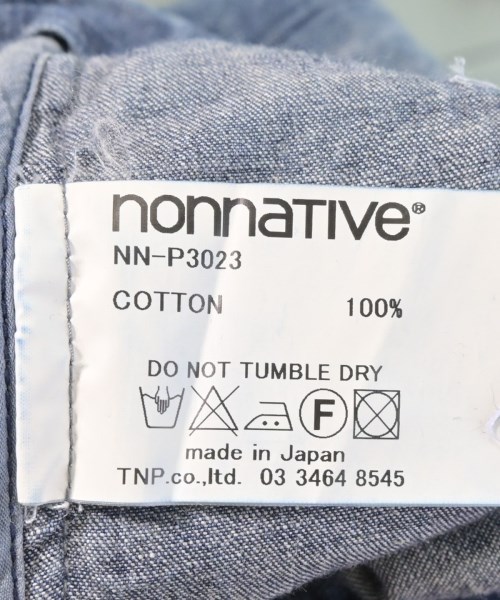 nonnaTIVE®
NN-P3023
COTTON 100%
DO NOT TUMBLE DRY
F
made in Japan
TNP.co.,ltd. 03 3464 8545